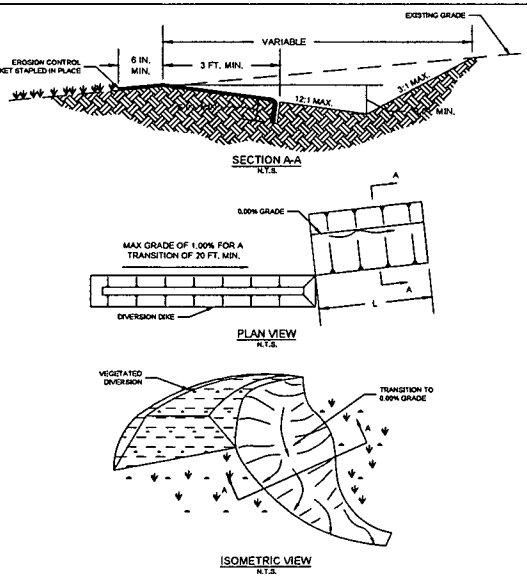 EXISTING GRADE
VARIABLE
EROSION CONTROL
KET STAPLED IN PLACE
6 IN.
MIN.
3 FT. MIN.
12:1 MAX.
3:1 MAX.
MIN.
SECTION A-A
N.T.S.
A
0.00% GRADE
MAX GRADE OF 1.00% FOR A
TRANSITION OF 20 FT. MIN.
A
L
DIVERSION DIKE
PLAN VIEW
N.T.S.
VEGETATED
DIVERSION
TRANSITION TO
0.00% GRADE
A
A
ISOMETRIC VIEW
N.T.S.